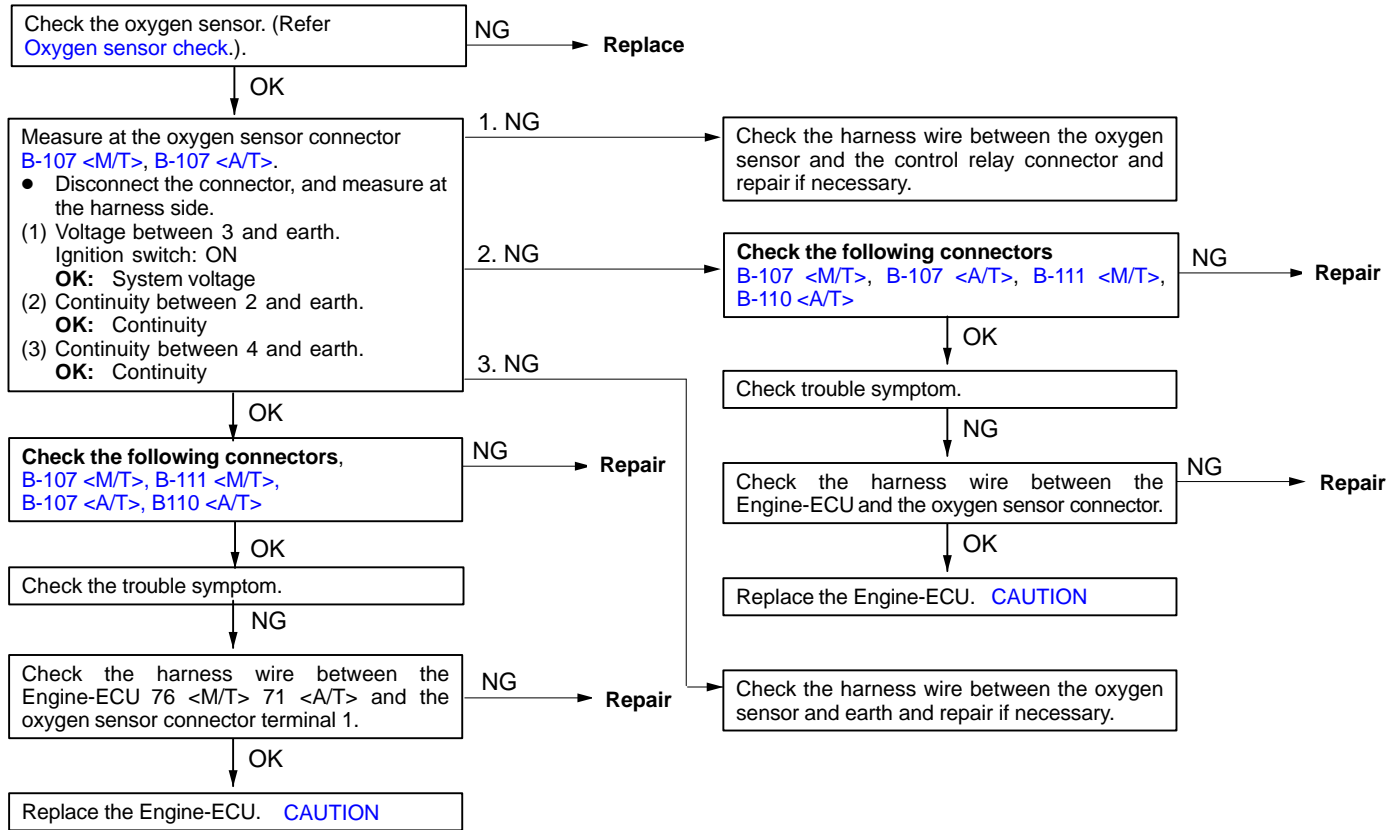 Check the oxygen sensor. (Refer
Oxygen sensor check.).
NG
Replace
OK
Measure at the oxygen sensor connector
B-107 <M/T>, B-107 <A/T>.
● Disconnect the connector, and measure at
the harness side.
(1) Voltage between 3 and earth.
Ignition switch: ON
OK: System voltage
(2) Continuity between 2 and earth.
OK: Continuity
(3) Continuity between 4 and earth.
OK: Continuity
1. NG
Check the harness wire between the oxygen
sensor and the control relay connector and
repair if necessary.
2. NG
Check the following connectors
B-107 <M/T>, B-107 <A/T>, B-111 <M/T>,
B-110 <A/T>
NG
Repair
OK
Check trouble symptom.
NG
Check the harness wire between the
Engine-ECU and the oxygen sensor connector.
NG
Repair
OK
Replace the Engine-ECU. CAUTION
3. NG
Check the harness wire between the oxygen
sensor and earth and repair if necessary.
OK
Check the following connectors,
B-107 <M/T>, B-111 <M/T>,
B-107 <A/T>, B110 <A/T>
NG
Repair
OK
Check the trouble symptom.
NG
Check the harness wire between the
Engine-ECU 76 <M/T> 71 <A/T> and the
oxygen sensor connector terminal 1.
NG
Repair
OK
Replace the Engine-ECU. CAUTION